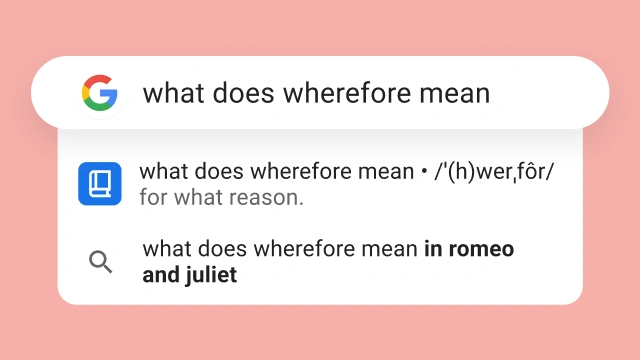 what does wherefore mean
what does wherefore mean • /ˈ(h)werˌfôr/
for what reason.
what does wherefore mean in romeo
and juliet